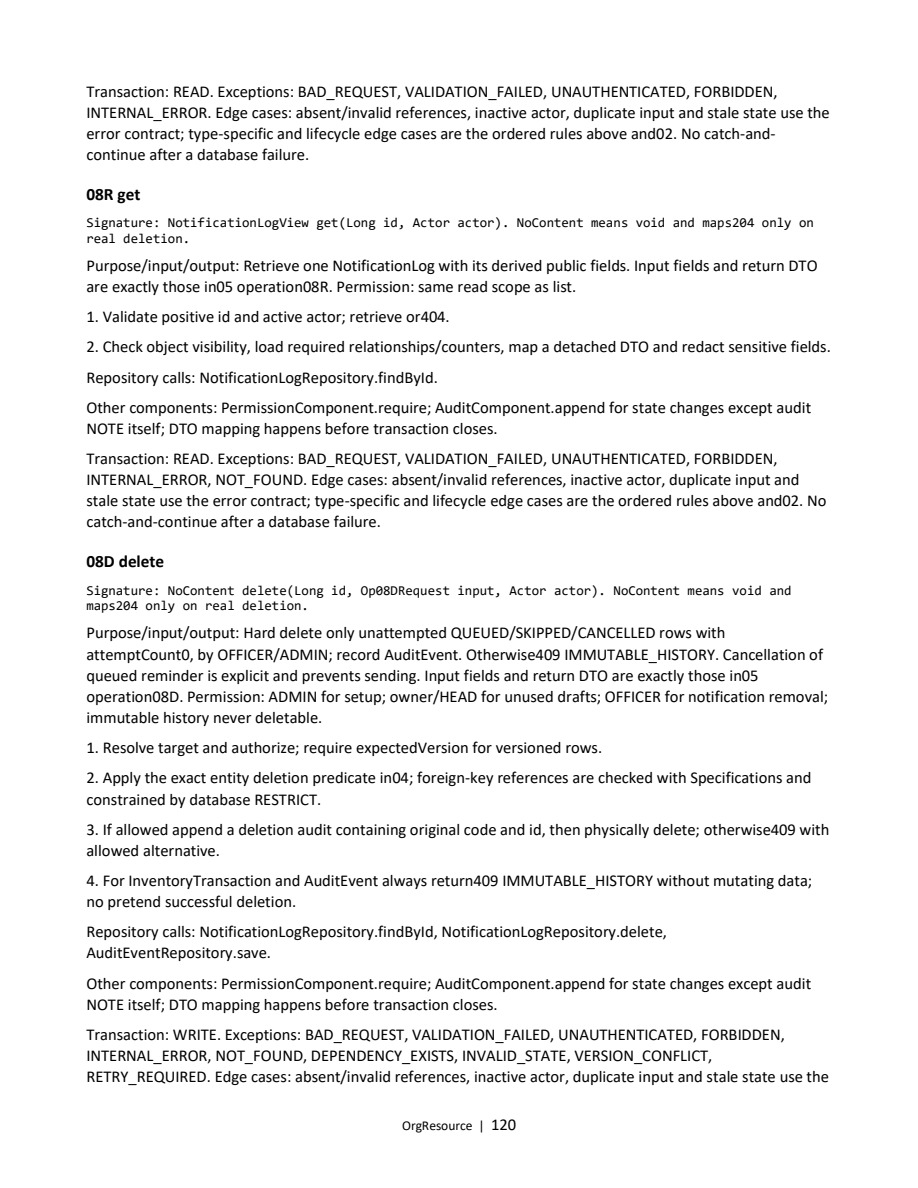 Transaction: READ. Exceptions: BAD_REQUEST, VALIDATION_FAILED, UNAUTHENTICATED, FORBIDDEN,
INTERNAL_ERROR. Edge cases: absent/invalid references, inactive actor, duplicate input and stale state use the
error contract; type-specific and lifecycle edge cases are the ordered rules above and02. No catch-and-
continue after a database failure.
08R get
Signature: NotificationLogView get(Long id, Actor actor). NoContent means void and maps204 only on
real deletion.
Purpose/input/output: Retrieve one NotificationLog with its derived public fields. Input fields and return DTO
are exactly those in05 operation08R. Permission: same read scope as list.
1. Validate positive id and active actor; retrieve or404.
2. Check object visibility, load required relationships/counters, map a detached DTO and redact sensitive fields.
Repository calls: NotificationLogRepository.findById.
Other components: PermissionComponent.require; AuditComponent.append for state changes except audit
NOTE itself; DTO mapping happens before transaction closes.
Transaction: READ. Exceptions: BAD_REQUEST, VALIDATION_FAILED, UNAUTHENTICATED, FORBIDDEN,
INTERNAL_ERROR, NOT_FOUND. Edge cases: absent/invalid references, inactive actor, duplicate input and
stale state use the error contract; type-specific and lifecycle edge cases are the ordered rules above and02. No
catch-and-continue after a database failure.
08D delete
Signature: NoContent delete(Long id, Op08DRequest input, Actor actor). NoContent means void and
maps204 only on real deletion.
Purpose/input/output: Hard delete only unattempted QUEUED/SKIPPED/CANCELLED rows with
attemptCount0, by OFFICER/ADMIN; record AuditEvent. Otherwise409 IMMUTABLE_HISTORY. Cancellation of
queued reminder is explicit and prevents sending. Input fields and return DTO are exactly those in05
operation08D. Permission: ADMIN for setup; owner/HEAD for unused drafts; OFFICER for notification removal;
immutable history never deletable.
1. Resolve target and authorize; require expectedVersion for versioned rows.
2. Apply the exact entity deletion predicate in04; foreign-key references are checked with Specifications and
constrained by database RESTRICT.
3. If allowed append a deletion audit containing original code and id, then physically delete; otherwise409 with
allowed alternative.
4. For InventoryTransaction and AuditEvent always return409 IMMUTABLE_HISTORY without mutating data;
no pretend successful deletion.
Repository calls: NotificationLogRepository.findById, NotificationLogRepository.delete,
AuditEventRepository.save.
Other components: PermissionComponent.require; AuditComponent.append for state changes except audit
NOTE itself; DTO mapping happens before transaction closes.
Transaction: WRITE. Exceptions: BAD_REQUEST, VALIDATION_FAILED, UNAUTHENTICATED, FORBIDDEN,
INTERNAL_ERROR, NOT_FOUND, DEPENDENCY_EXISTS, INVALID_STATE, VERSION_CONFLICT,
RETRY_REQUIRED. Edge cases: absent/invalid references, inactive actor, duplicate input and stale state use the
OrgResource | 120